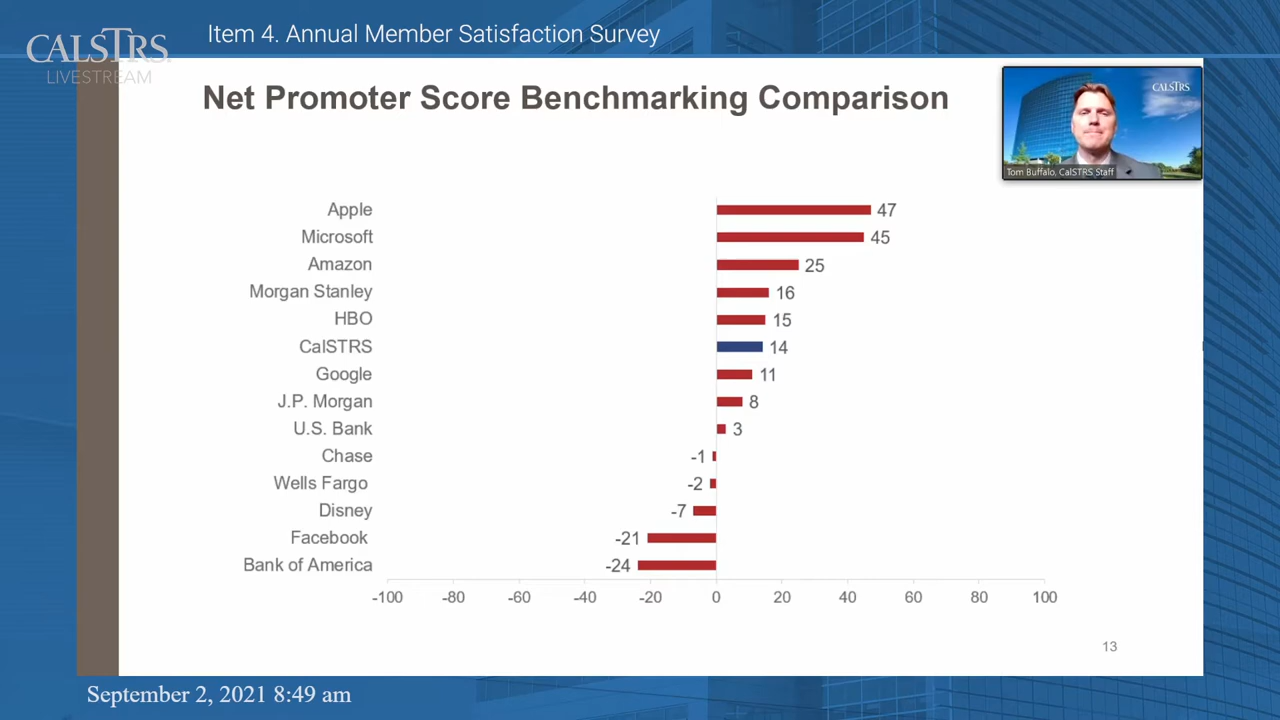 CALSTRS
LIVESTREAM
Item 4. Annual Member Satisfaction Survey
Net Promoter Score Benchmarking Comparison
CALSTRS
Tom Buffalo, CalSTRS Staff
Apple 47
Microsoft 45
Amazon 25
Morgan Stanley 16
HBO 15
CalSTRS 14
Google 11
J.P. Morgan 8
U.S. Bank 3
Chase -1
Wells Fargo -2
Disney -7
Facebook -21
Bank of America -24
-100 -80 -60 -40 -20 0 20 40 60 80 100
13
September 2, 2021 8:49 am